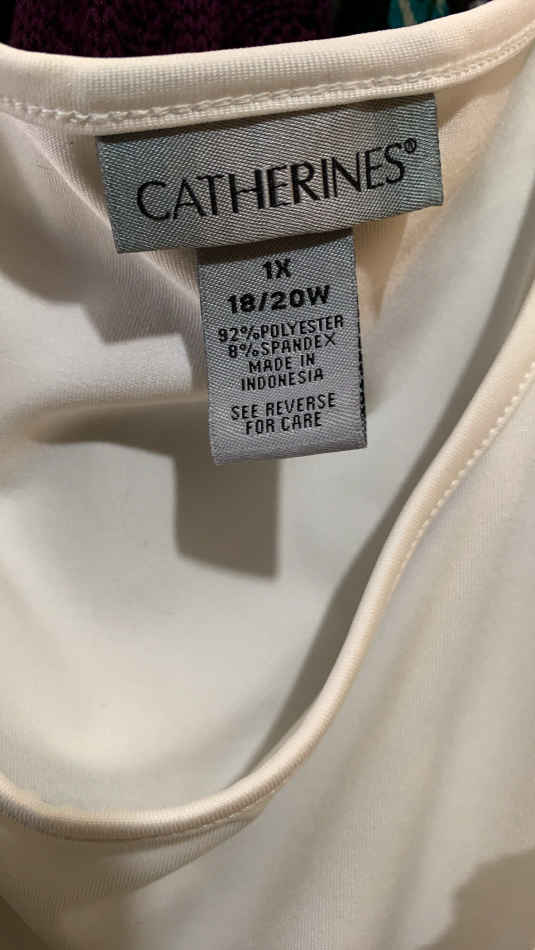 CATHERINES®
1X
18/20W
92%POLYESTER
8%SPANDEX
MADE IN
INDONESIA
SEE REVERSE
FOR CARE